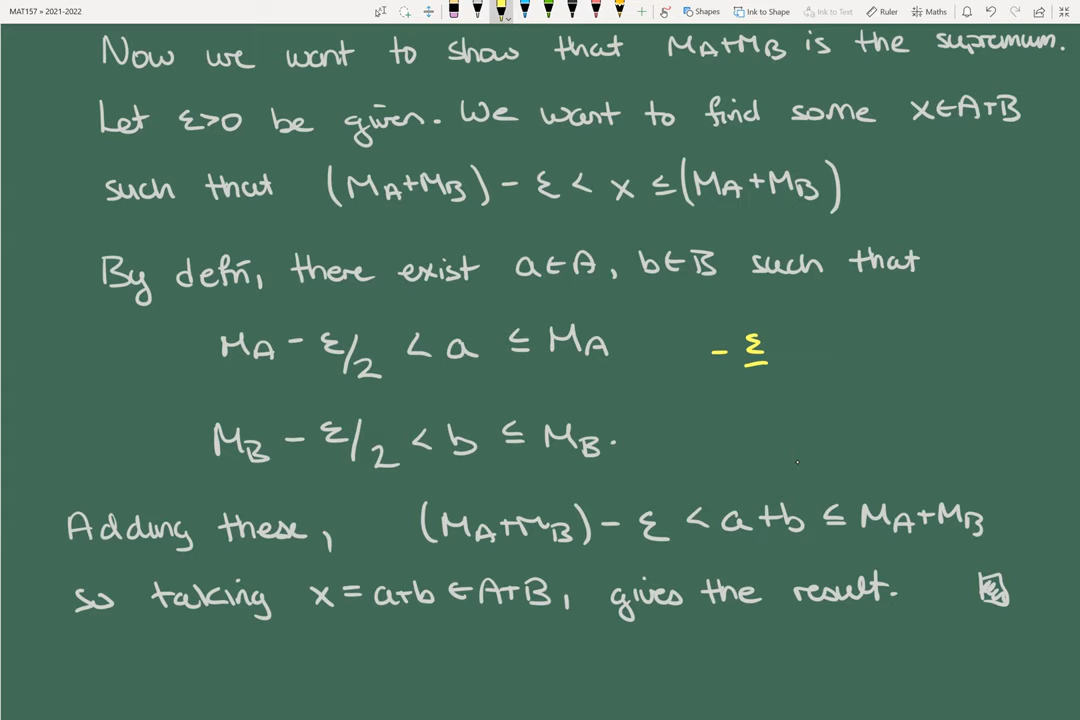 MAT157 » 2021-2022
Shapes Ink to Shape Ink to Text Ruler Maths
Now we want to show that M_A+M_B is the supremum.
Let ε>0 be given. We want to find some x∈A+B
such that (M_A+M_B) - ε < x ≤ (M_A+M_B)
By defn, there exist a∈A, b∈B such that
M_A - ε/2 < a ≤ M_A - ε
M_B - ε/2 < b ≤ M_B.
Adding these, (M_A+M_B) - ε < a+b ≤ M_A+M_B
so taking x = a+b ∈ A+B, gives the result.